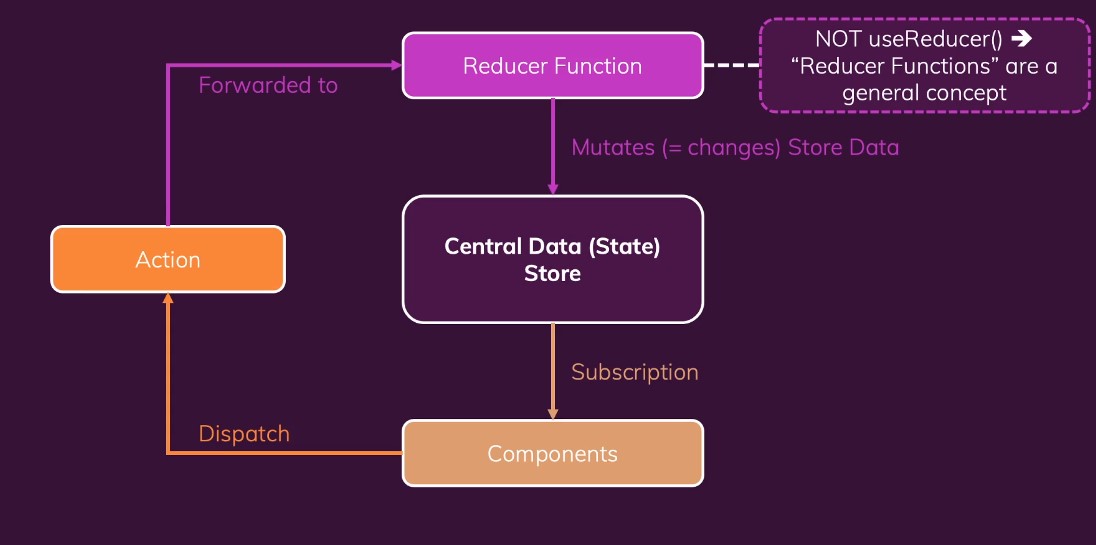 Reducer Function
NOT useReducer() ➔
“Reducer Functions” are a
general concept
Forwarded to
Mutates (= changes) Store Data
Action
Central Data (State)
Store
Subscription
Dispatch
Components